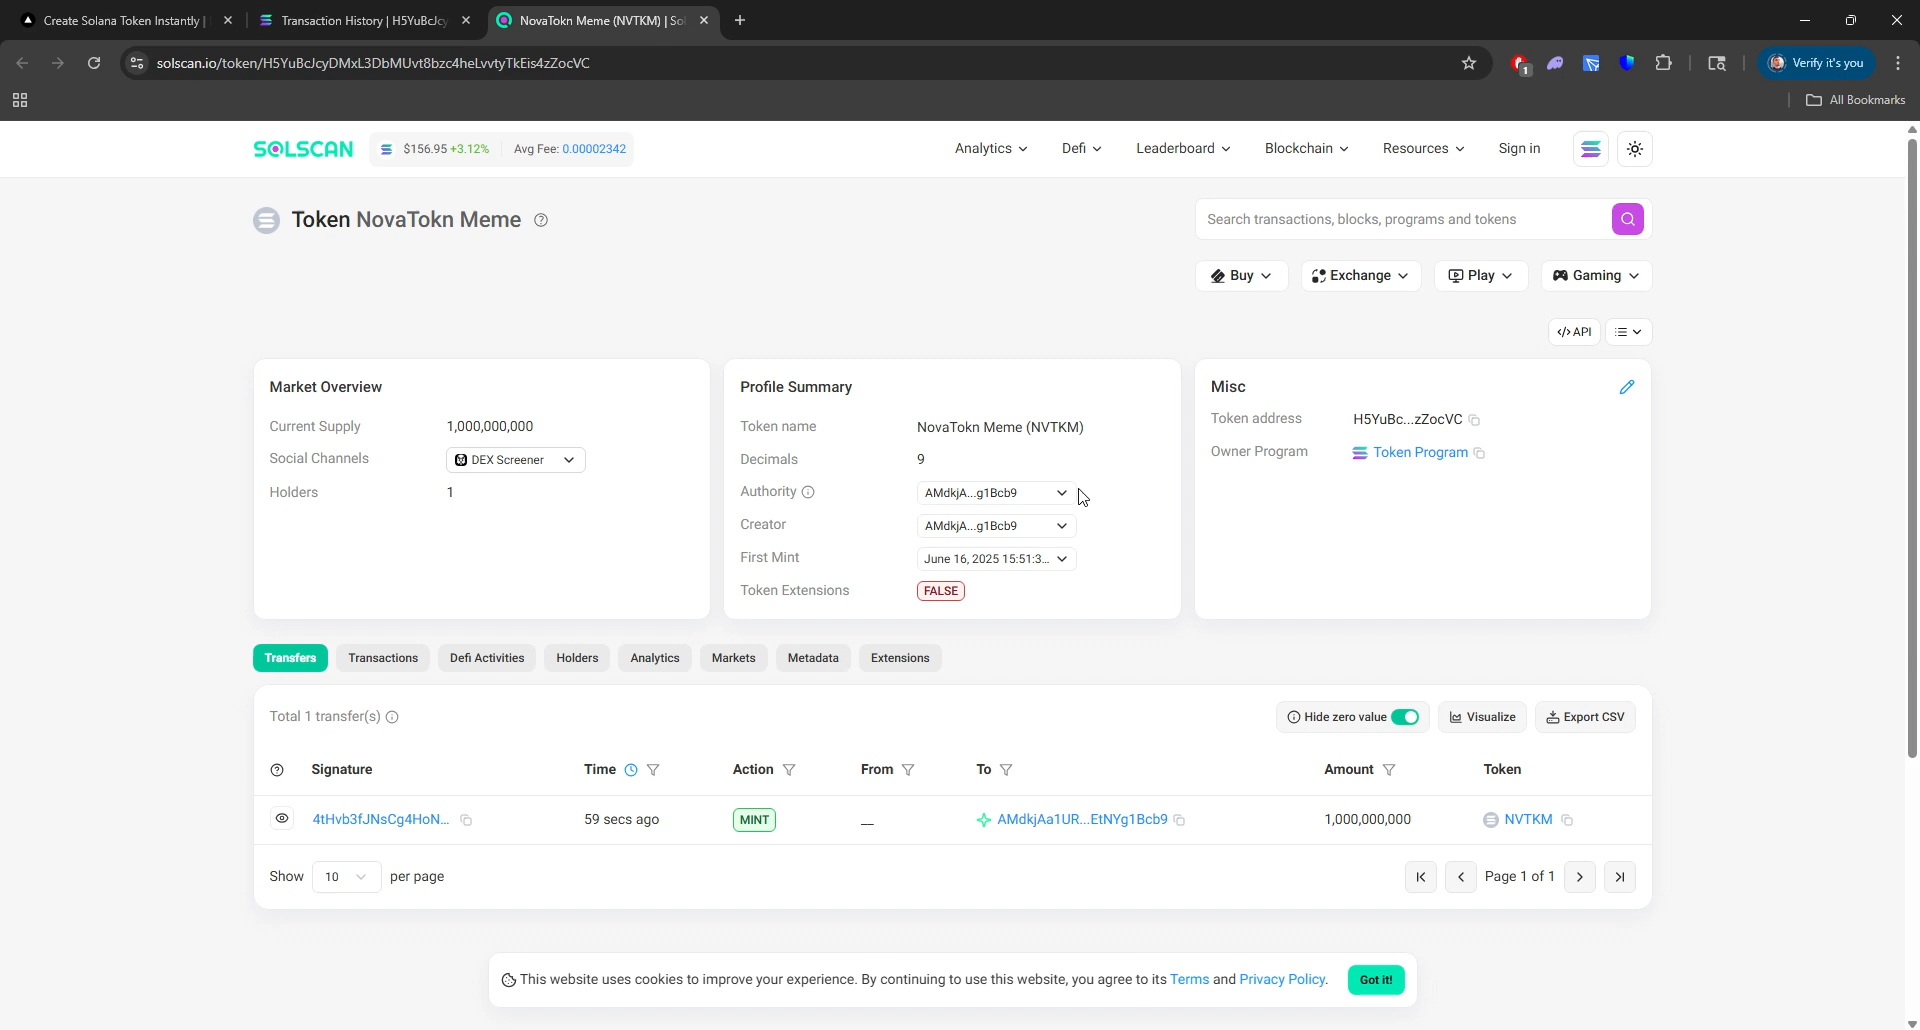 Create Solana Token Instantly |
Transaction History | H5YuBcJcy
NovaTokn Meme (NVTKM) | Sol
solscan.io/token/H5YuBcJcyDMxL3DbMUvt8bzc4heLvvtyTkEis4zZocVC
1
Verify it's you
All Bookmarks
SOLSCAN
$156.95 +3.12%
Avg Fee: 0.00002342
Analytics
Defi
Leaderboard
Blockchain
Resources
Sign in
Token NovaTokn Meme
Search transactions, blocks, programs and tokens
Buy
Exchange
Play
Gaming
</> API
Market Overview
Current Supply 1,000,000,000
Social Channels DEX Screener
Holders 1
Profile Summary
Token name NovaTokn Meme (NVTKM)
Decimals 9
Authority AMdkjA...g1Bcb9
Creator AMdkjA...g1Bcb9
First Mint June 16, 2025 15:51:3...
Token Extensions FALSE
Misc
Token address H5YuBc...zZocVC
Owner Program Token Program
Transfers
Transactions
Defi Activities
Holders
Analytics
Markets
Metadata
Extensions
Total 1 transfer(s)
Hide zero value
Visualize
Export CSV
Signature Time Action From To Amount Token
4tHvb3fJNsCg4HoN... 59 secs ago MINT __ AMdkjAa1UR...EtNYg1Bcb9 1,000,000,000 NVTKM
Show 10 per page
Page 1 of 1
This website uses cookies to improve your experience. By continuing to use this website, you agree to its Terms and Privacy Policy.
Got it!